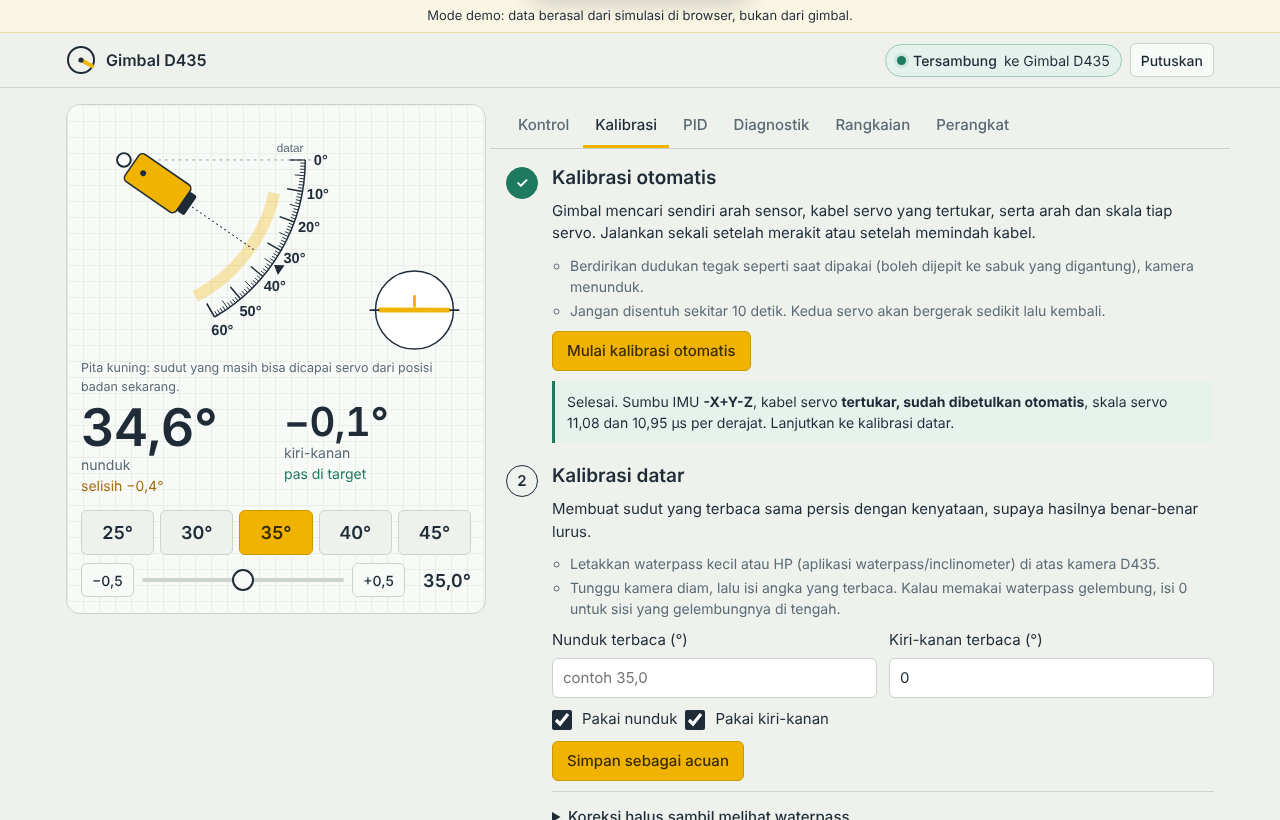 Mode demo: data berasal dari simulasi di browser, bukan dari gimbal.
Gimbal D435
Tersambung ke Gimbal D435
Putuskan
datar
0°
10°
20°
30°
40°
50°
60°
Pita kuning: sudut yang masih bisa dicapai servo dari posisi
badan sekarang.
34,6°
nunduk
selisih −0,4°
−0,1°
kiri-kanan
pas di target
25° 30° 35° 40° 45°
−0,5
+0,5
35,0°
Kontrol Kalibrasi PID Diagnostik Rangkaian Perangkat
Kalibrasi otomatis
Gimbal mencari sendiri arah sensor, kabel servo yang tertukar, serta arah dan skala tiap
servo. Jalankan sekali setelah merakit atau setelah memindah kabel.
Berdirikan dudukan tegak seperti saat dipakai (boleh dijepit ke sabuk yang digantung), kamera
menunduk.
Jangan disentuh sekitar 10 detik. Kedua servo akan bergerak sedikit lalu kembali.
Mulai kalibrasi otomatis
Selesai. Sumbu IMU -X+Y-Z, kabel servo tertukar, sudah dibetulkan otomatis, skala servo
11,08 dan 10,95 µs per derajat. Lanjutkan ke kalibrasi datar.
2
Kalibrasi datar
Membuat sudut yang terbaca sama persis dengan kenyataan, supaya hasilnya benar-benar
lurus.
Letakkan waterpass kecil atau HP (aplikasi waterpass/inclinometer) di atas kamera D435.
Tunggu kamera diam, lalu isi angka yang terbaca. Kalau memakai waterpass gelembung, isi 0
untuk sisi yang gelembungnya di tengah.
Nunduk terbaca (°)
Kiri-kanan terbaca (°)
contoh 35,0
0
Pakai nunduk Pakai kiri-kanan
Simpan sebagai acuan
Koreksi halus sambil melihat waterpass